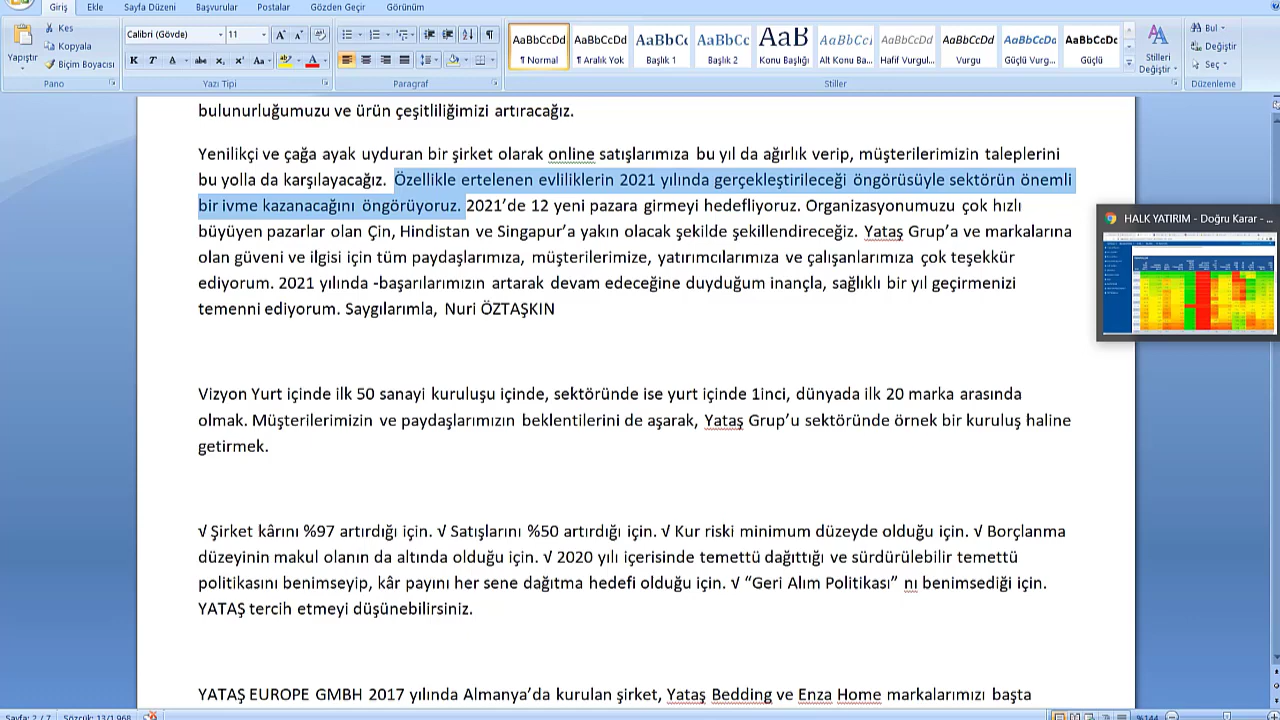 Giriş Ekle Sayfa Düzeni Başvurular Postalar Gözden Geçir Görünüm
Yapıştır
Kes
Kopyala
Biçim Boyacısı
Pano
Calibri (Gövde) 11
Yazı Tipi
Paragraf
AaBbCcDd AaBbCcDd AaBbCc AaBbCc AaB AaBbCcI AaBbCcDd AaBbCcDd AaBbCcDd AaBbCcDc
¶ Normal ¶ Aralık Yok Başlık 1 Başlık 2 Konu Başlığı Alt Konu Ba... Hafif Vurgul... Vurgu Güçlü Vurg... Güçlü
Stiller
Stilleri
Değiştir
Bul
Değiştir
Seç
Düzenleme
bulunurluğumuzu ve ürün çeşitliliğimizi artıracağız.
Yenilikçi ve çağa ayak uyduran bir şirket olarak online satışlarımıza bu yıl da ağırlık verip, müşterilerimizin taleplerini
bu yolla da karşılayacağız. Özellikle ertelenen evliliklerin 2021 yılında gerçekleştirileceği öngörüsüyle sektörün önemli
bir ivme kazanacağını öngörüyoruz. 2021’de 12 yeni pazara girmeyi hedefliyoruz. Organizasyonumuzu çok hızlı
büyüyen pazarlar olan Çin, Hindistan ve Singapur’a yakın olacak şekilde şekillendireceğiz. Yataş Grup’a ve markalarına
olan güveni ve ilgisi için tüm paydaşlarımıza, müşterilerimize, yatırımcılarımıza ve çalışanlarımıza çok teşekkür
ediyorum. 2021 yılında -başarılarımızın artarak devam edeceğine duyduğum inançla, sağlıklı bir yıl geçirmenizi
temenni ediyorum. Saygılarımla, Nuri ÖZTAŞKIN
HALK YATIRIM - Doğru Karar - ...
Vizyon Yurt içinde ilk 50 sanayi kuruluşu içinde, sektöründe ise yurt içinde 1inci, dünyada ilk 20 marka arasında
olmak. Müşterilerimizin ve paydaşlarımızın beklentilerini de aşarak, Yataş Grup’u sektöründe örnek bir kuruluş haline
getirmek.
√ Şirket kârını %97 artırdığı için. √ Satışlarını %50 artırdığı için. √ Kur riski minimum düzeyde olduğu için. √ Borçlanma
düzeyinin makul olanın da altında olduğu için. √ 2020 yılı içerisinde temettü dağıttığı ve sürdürülebilir temettü
politikasını benimseyip, kâr payını her sene dağıtma hedefi olduğu için. √ “Geri Alım Politikası” nı benimsediği için.
YATAŞ tercih etmeyi düşünebilirsiniz.
YATAŞ EUROPE GMBH 2017 yılında Almanya’da kurulan şirket, Yataş Bedding ve Enza Home markalarımızı başta
Sayfa: 2 / 7 Sözcük: 13/1.968 %144